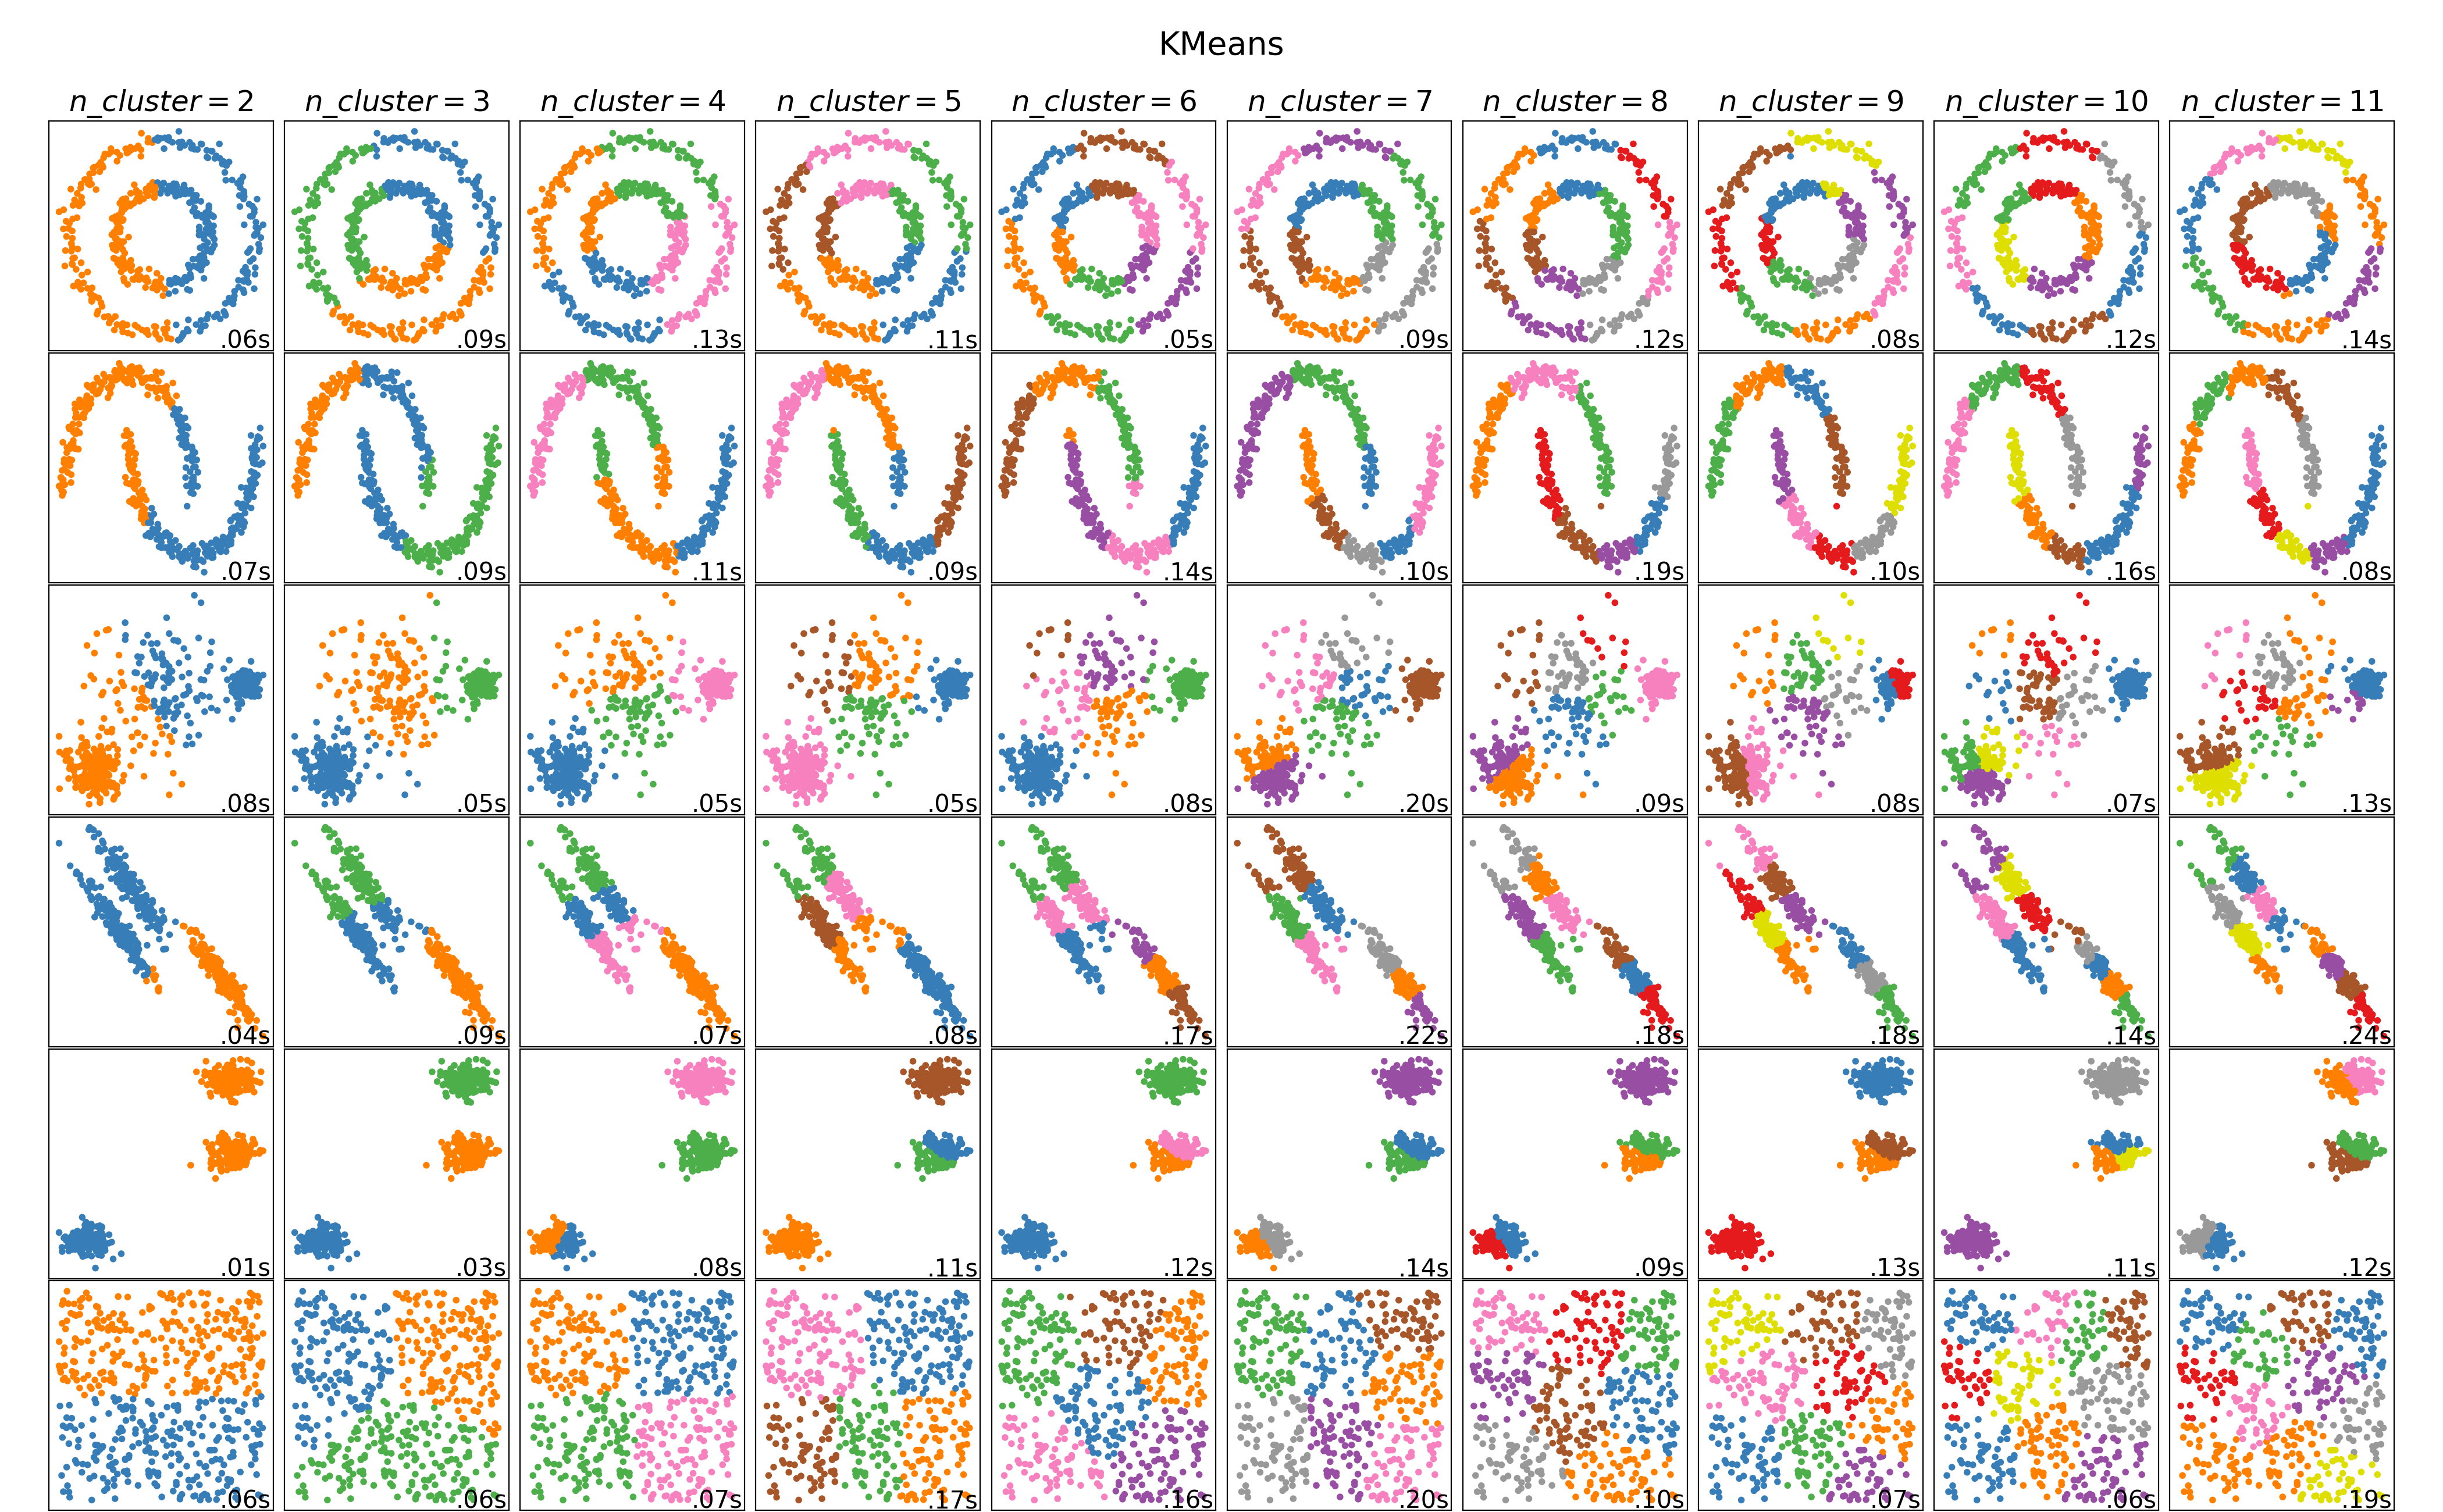 KMeans
n_cluster = 2 n_cluster = 3 n_cluster = 4 n_cluster = 5 n_cluster = 6 n_cluster = 7 n_cluster = 8 n_cluster = 9 n_cluster = 10 n_cluster = 11
.06s .09s .13s .11s .05s .09s .12s .08s .12s .14s
.07s .09s .11s .09s .14s .10s .19s .10s .16s .08s
.08s .05s .05s .05s .08s .20s .09s .08s .07s .13s
.04s .09s .07s .08s .17s .22s .18s .18s .14s .24s
.01s .03s .08s .11s .12s .14s .09s .13s .11s .12s
.06s .06s .07s .17s .16s .20s .10s .07s .06s .19s